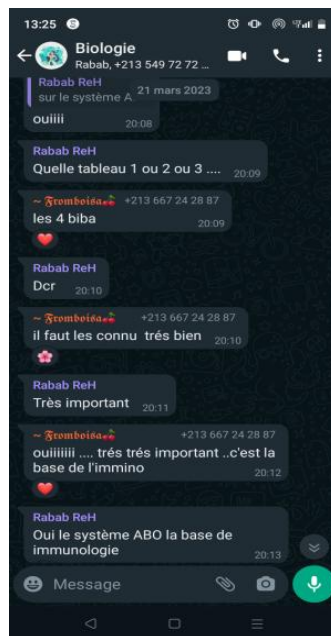 13:25
Biologie
Rabab, +213 549 72 72 ...
Rabab ReH
sur le système A
21 mars 2023
ouiiii
20:08
Rabab ReH
Quelle tableau 1 ou 2 ou 3 .... 20:09
~ Fromboisa +213 667 24 28 87
les 4 biba
20:09
Rabab ReH
Dcr 20:10
~ Fromboisa +213 667 24 28 87
il faut les connu trés bien 20:10
Rabab ReH
Très important 20:11
~ Fromboisa +213 667 24 28 87
ouiiiiiii .... trés trés important ..c'est la
base de l'immino 20:12
Rabab ReH
Oui le système ABO la base de
immunologie 20:13
Message